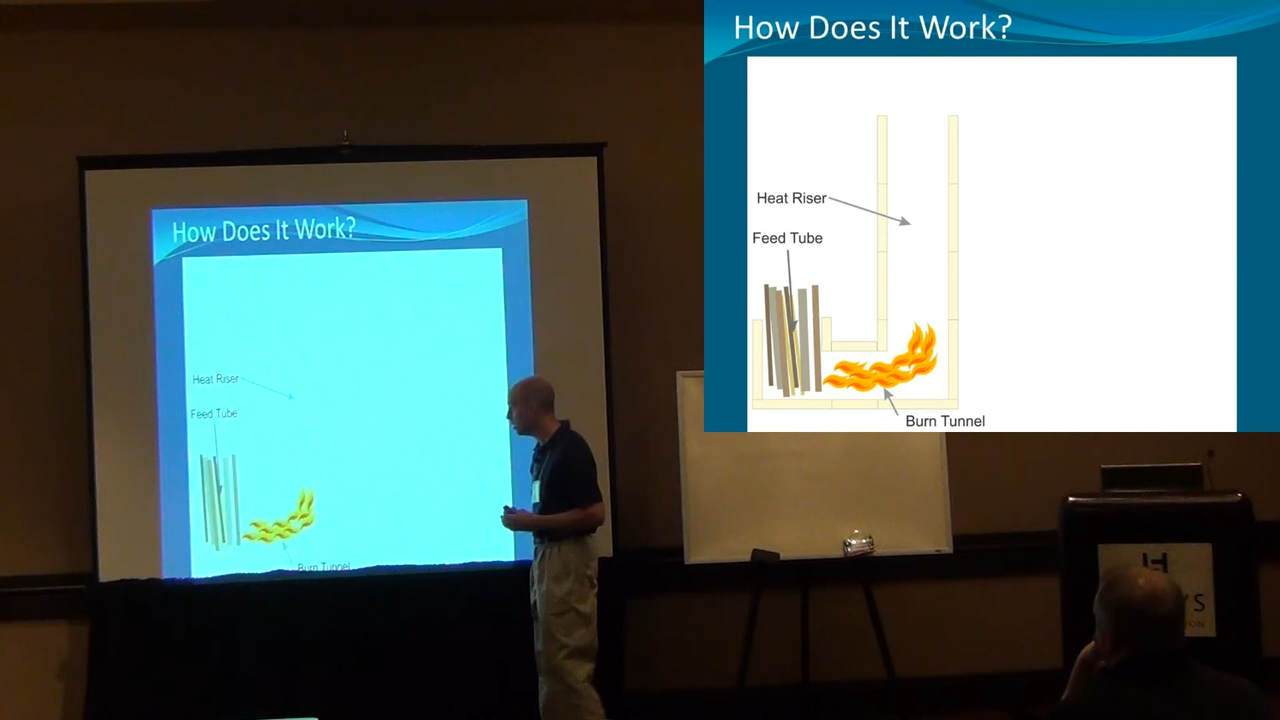 How Does It Work?
Heat Riser
Feed Tube
Burn Tunnel
How Does It Work?
Heat Riser
Feed Tube
Burn Tunnel